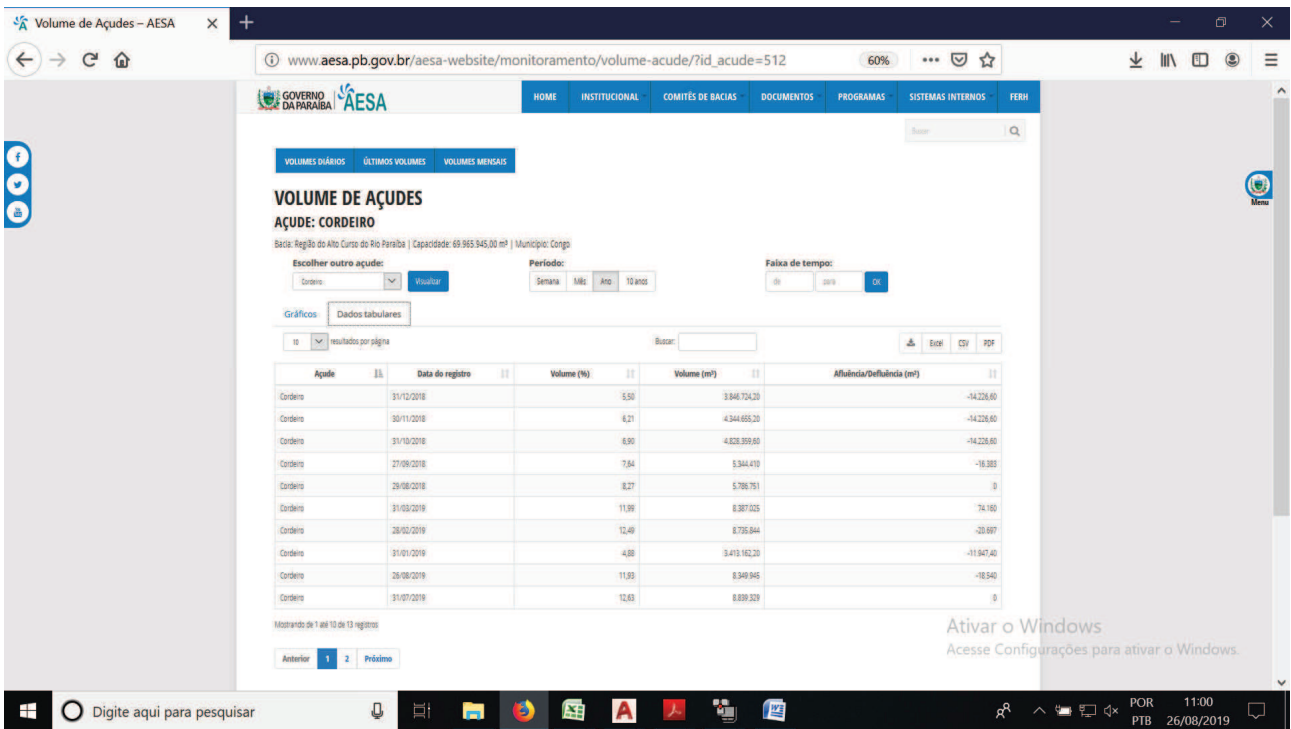 Volume de Açudes – AESA
www.aesa.pb.gov.br/aesa-website/monitoramento/volume-acude/?id_acude=512 60%
GOVERNO DA PARAÍBA AESA
HOME INSTITUCIONAL COMITÊS DE BACIAS DOCUMENTOS PROGRAMAS SISTEMAS INTERNOS FERH
Buscar
VOLUMES DIÁRIOS ÚLTIMOS VOLUMES VOLUMES MENSAIS
Menu
VOLUME DE AÇUDES
AÇUDE: CORDEIRO
Bacia: Região do Alto Curso do Rio Paraíba | Capacidade: 69.965.945,00 m³ | Município: Congo
Escolher outro açude: Período: Faixa de tempo:
Cordeiro Visualizar Semana Mês Ano 10 anos de para OK
Gráficos Dados tabulares
10 resultados por página Buscar: Excel CSV PDF
Açude Data do registro Volume (%) Volume (m³) Afluência/Defluência (m³)
Cordeiro 31/12/2018 5,50 3.846.724,20 -14.226,60
Cordeiro 30/11/2018 6,21 4.344.655,20 -14.226,60
Cordeiro 31/10/2018 6,90 4.828.359,60 -14.226,60
Cordeiro 27/09/2018 7,64 5.344.410 -16.383
Cordeiro 29/08/2018 8,27 5.786.751 0
Cordeiro 31/03/2019 11,99 8.387.025 74.160
Cordeiro 28/02/2019 12,49 8.735.844 -20.697
Cordeiro 31/01/2019 4,88 3.413.162,20 -11.947,40
Cordeiro 26/08/2019 11,93 8.349.945 -18.540
Cordeiro 31/07/2019 12,63 8.839.329 0
Mostrando de 1 até 10 de 13 registros
Ativar o Windows
Acesse Configurações para ativar o Windows.
Anterior 1 2 Próximo
Digite aqui para pesquisar
POR 11:00
PTB 26/08/2019